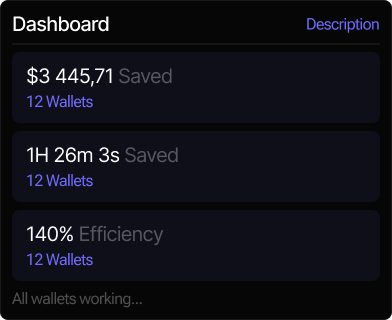 Dashboard
Description
$3 445,71 Saved
12 Wallets
1H 26m 3s Saved
12 Wallets
140% Efficiency
12 Wallets
All wallets working...